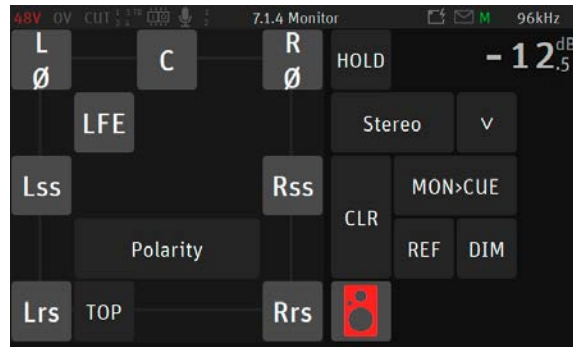 48V OV CUT 7.1.4 Monitor M 96kHz
L Ø C R Ø HOLD -12.5 dB
LFE Stereo V
Lss Rss CLR MON>CUE
Polarity REF DIM
Lrs TOP Rrs